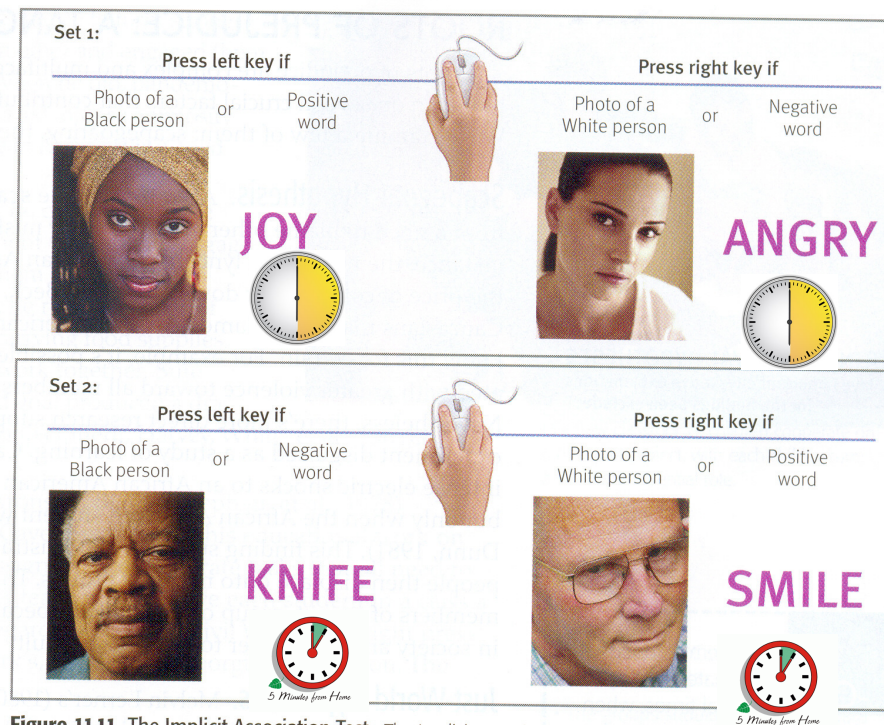 Set 1:
Press left key if
Press right key if
Photo of a Black person or Positive word
Photo of a White person or Negative word
JOY
ANGRY
Set 2:
Press left key if
Press right key if
Photo of a Black person or Negative word
Photo of a White person or Positive word
KNIFE
SMILE
5 Minutes from Home
5 Minutes from Home
Figure 11.11 The Implicit Association Test